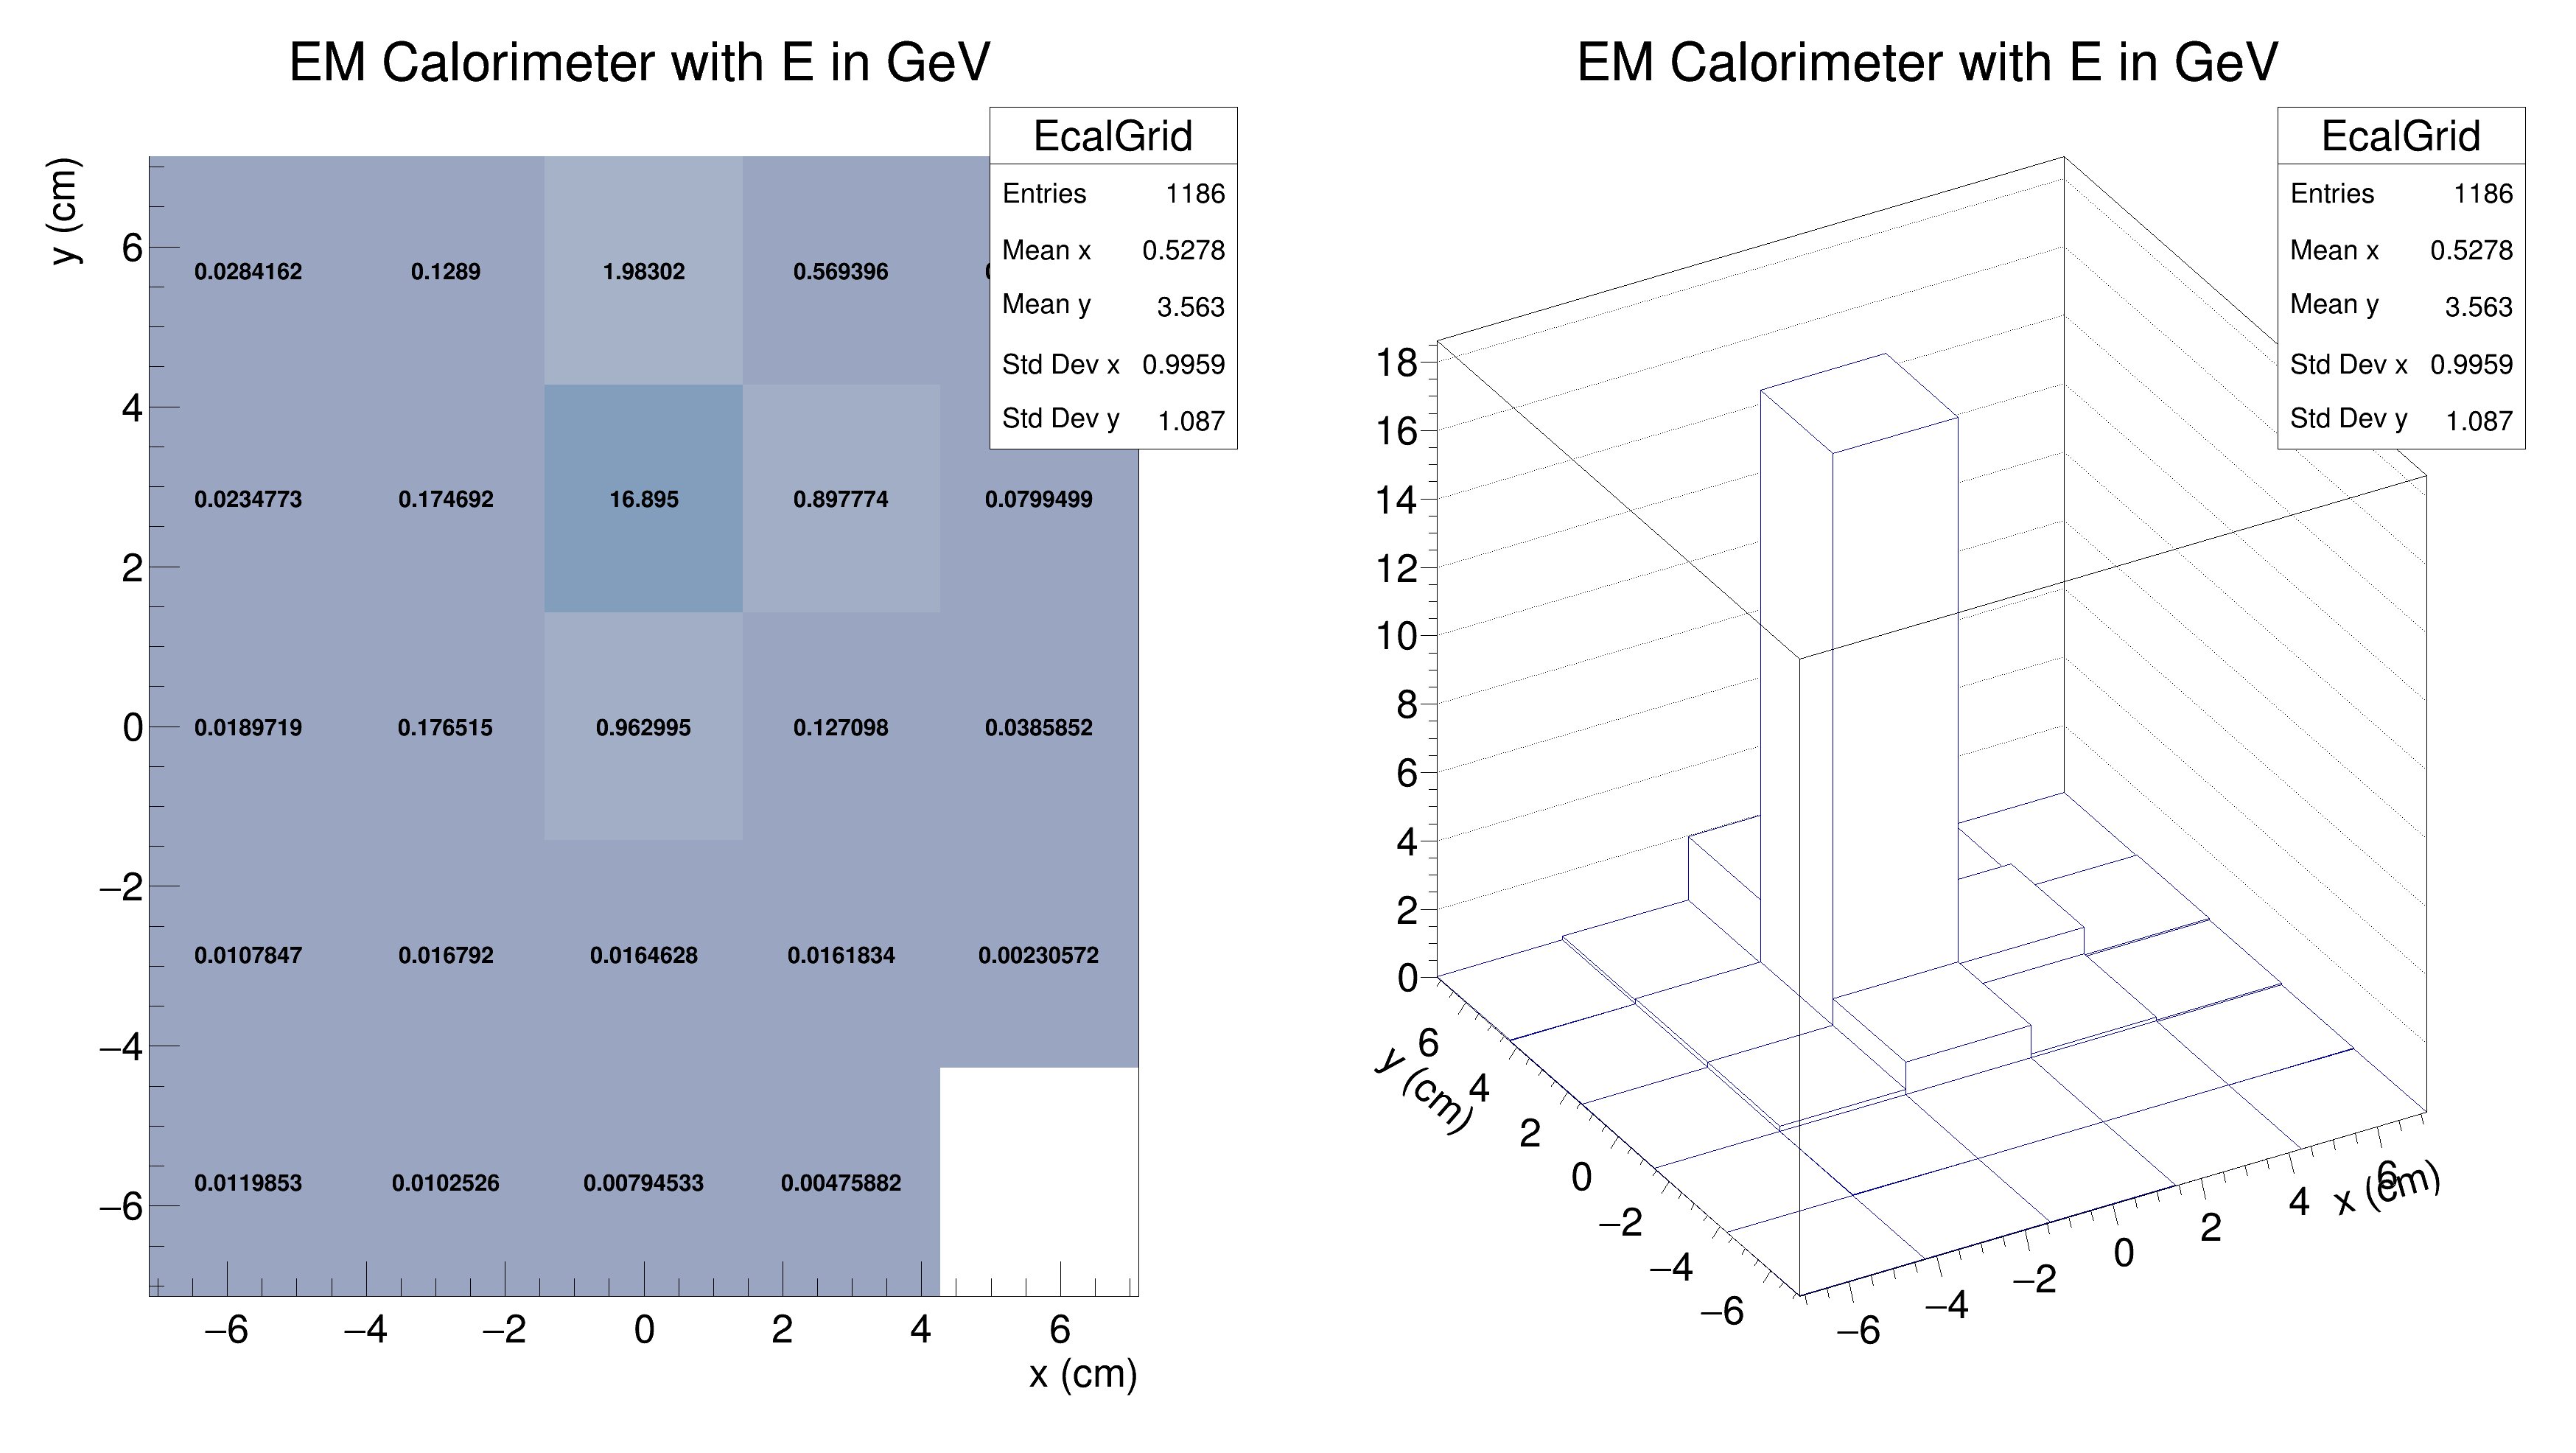 EM Calorimeter with E in GeV
EcalGrid
Entries 1186
Mean x 0.5278
Mean y 3.563
Std Dev x 0.9959
Std Dev y 1.087
y (cm)
6
4
2
0
−2
−4
−6
0.0284162 0.1289 1.98302 0.569396
0.0234773 0.174692 16.895 0.897774 0.0799499
0.0189719 0.176515 0.962995 0.127098 0.0385852
0.0107847 0.016792 0.0164628 0.0161834 0.00230572
0.0119853 0.0102526 0.00794533 0.00475882
−6 −4 −2 0 2 4 6
x (cm)
EM Calorimeter with E in GeV
EcalGrid
Entries 1186
Mean x 0.5278
Mean y 3.563
Std Dev x 0.9959
Std Dev y 1.087
18
16
14
12
10
8
6
4
2
0
y (cm)
6
4
2
0
−2
−4
−6
−6 −4 −2 0 2 4 6
x (cm)